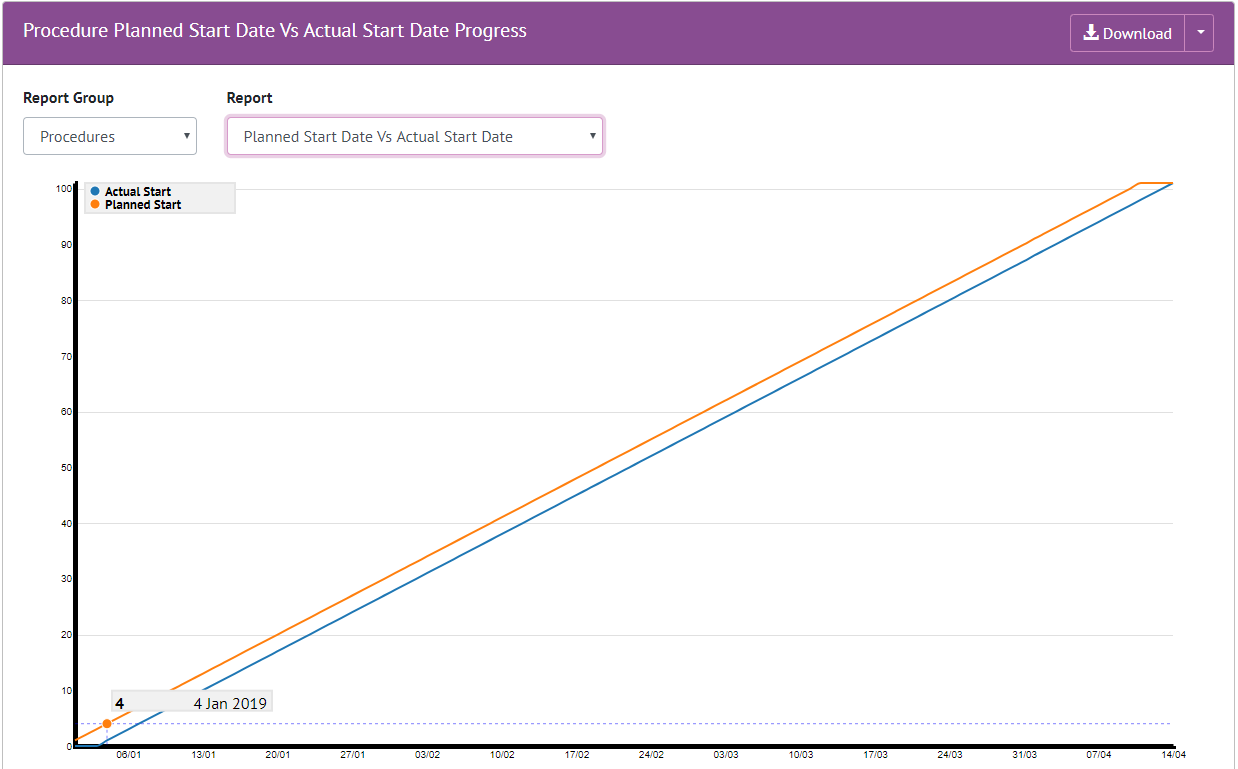 Procedure Planned Start Date Vs Actual Start Date Progress
Download
Report Group
Report
Procedures
Planned Start Date Vs Actual Start Date
Actual Start
Planned Start
100
90
80
70
60
50
40
30
20
10
0
4 4 Jan 2019
06/01 13/01 20/01 27/01 03/02 10/02 17/02 24/02 03/03 10/03 17/03 24/03 31/03 07/04 14/04